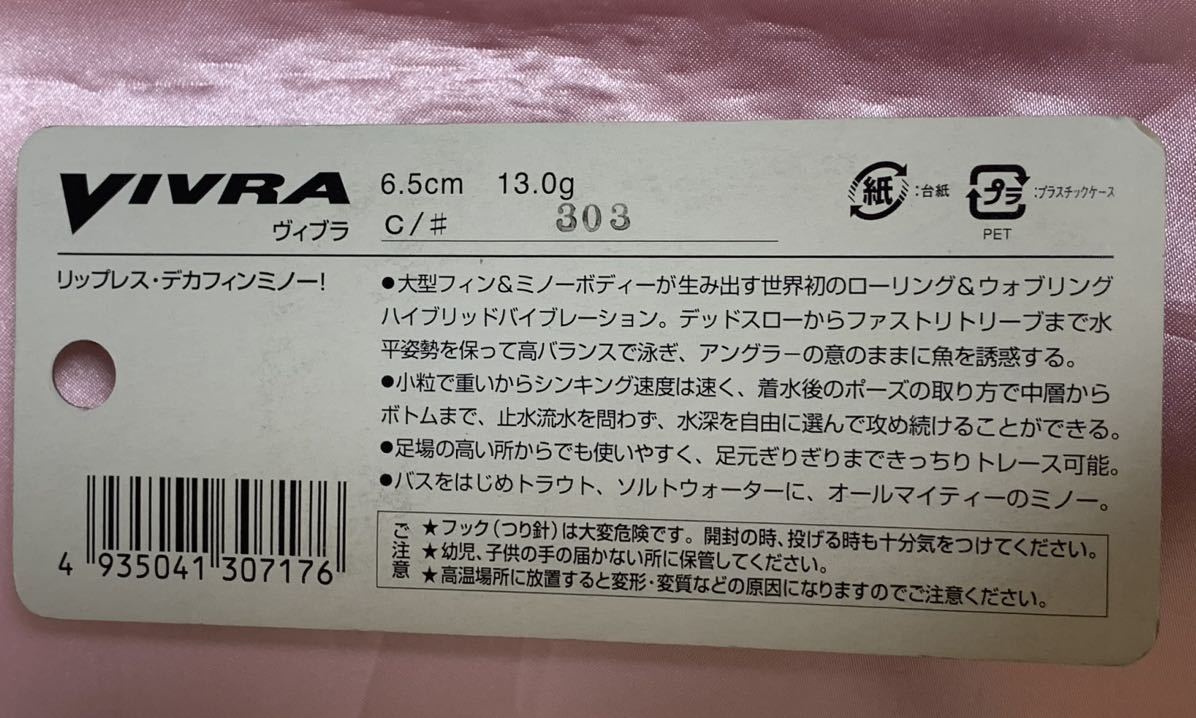 VIVRA
ヴィブラ
6.5cm 13.0g
C/# 303
紙 :台紙
プラ :プラスチックケース
PET
リップレス・デカフィンミノー!
●大型フィン&ミノーボディーが生み出す世界初のローリング&ウォブリング
ハイブリッドバイブレーション。デッドスローからファストリトリーブまで水
平姿勢を保って高バランスで泳ぎ、アングラーの意のままに魚を誘惑する。
●小粒で重いからシンキング速度は速く、着水後のポーズの取り方で中層から
ボトムまで、止水流水を問わず、水深を自由に選んで攻め続けることができる。
●足場の高い所からでも使いやすく、足元ぎりぎりまできっちりトレース可能。
●バスをはじめトラウト、ソルトウォーターに、オールマイティーのミノー。
ご注意
★フック(つり針)は大変危険です。開封の時、投げる時も十分気をつけてください。
★幼児、子供の手の届かない所に保管してください。
★高温場所に放置すると変形・変質などの原因になりますのでご注意ください。
4 935041 307176